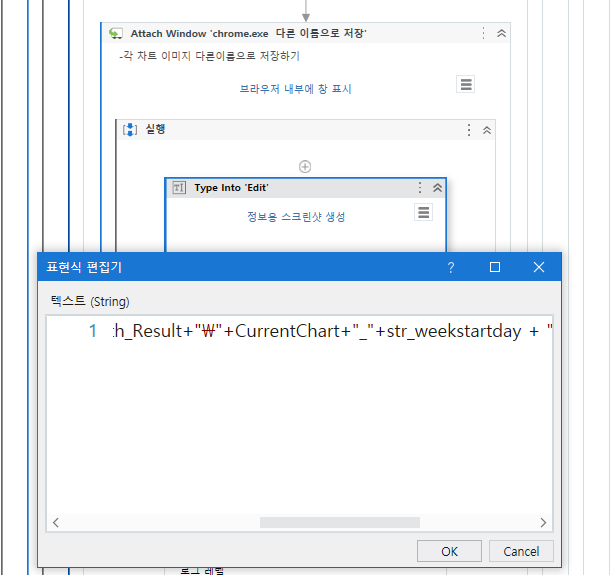 Attach Window 'chrome.exe 다른 이름으로 저장'
-각 차트 이미지 다른이름으로 저장하기
브라우저 내부에 창 표시
실행
Type Into 'Edit'
정보용 스크린샷 생성
표현식 편집기
텍스트 (String)
1 :h_Result+"₩"+CurrentChart+"_"+str_weekstartday + "
OK Cancel